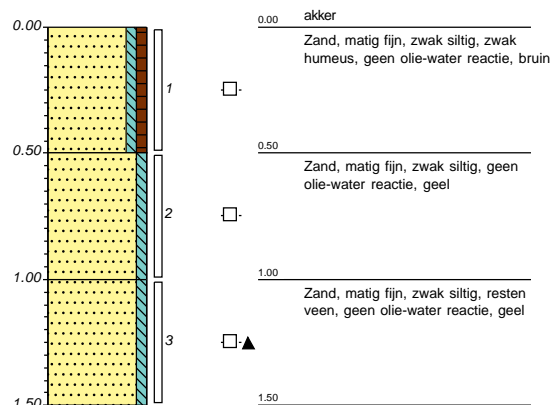 akker
0.00
0.00
Zand, matig fijn, zwak siltig, zwak
humeus, geen olie-water reactie, bruin
1
0.50
0.50
Zand, matig fijn, zwak siltig, geen
olie-water reactie, geel
2
1.00
1.00
Zand, matig fijn, zwak siltig, resten
veen, geen olie-water reactie, geel
3
1.50
1.50